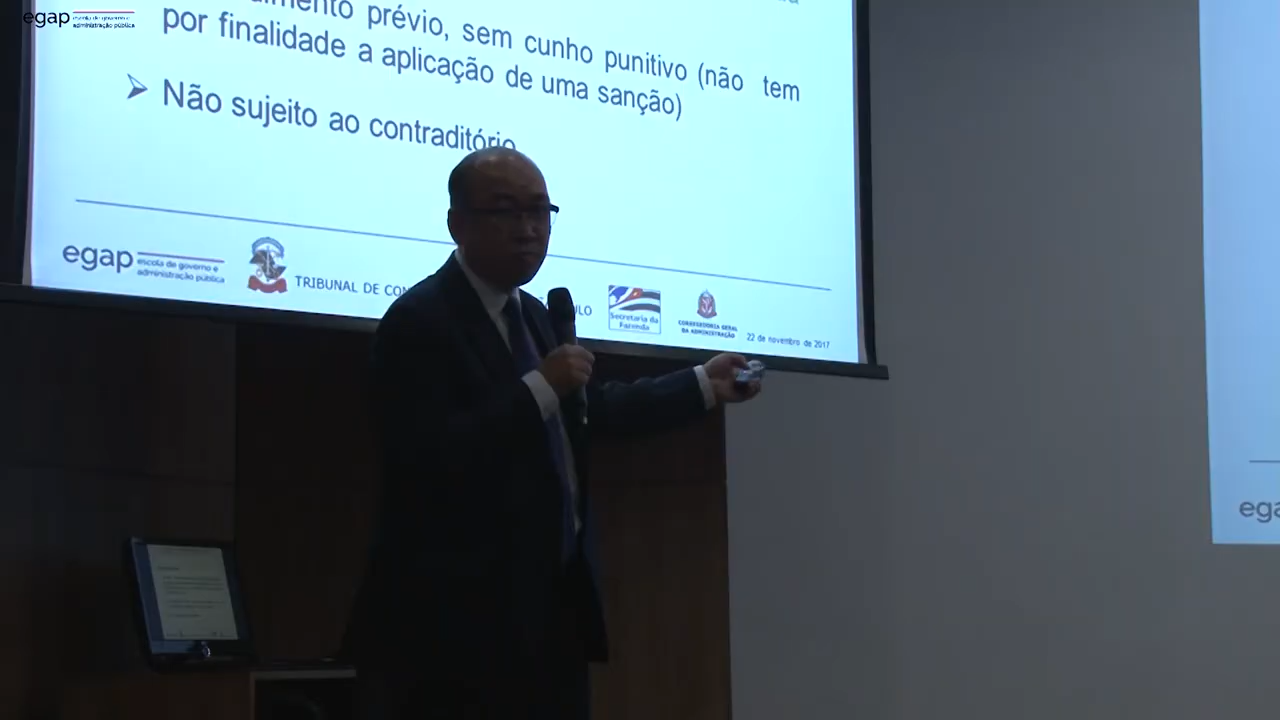 egap escola de governo e
administração pública
prévio, sem cunho punitivo (não tem
por finalidade a aplicação de uma sanção)
➢ Não sujeito ao contraditório
egap escola de governo e
administração pública
TRIBUNAL DE
Secretaria da
Fazenda
CORREGEDORIA GERAL
DA ADMINISTRAÇÃO
22 de novembro de 2017